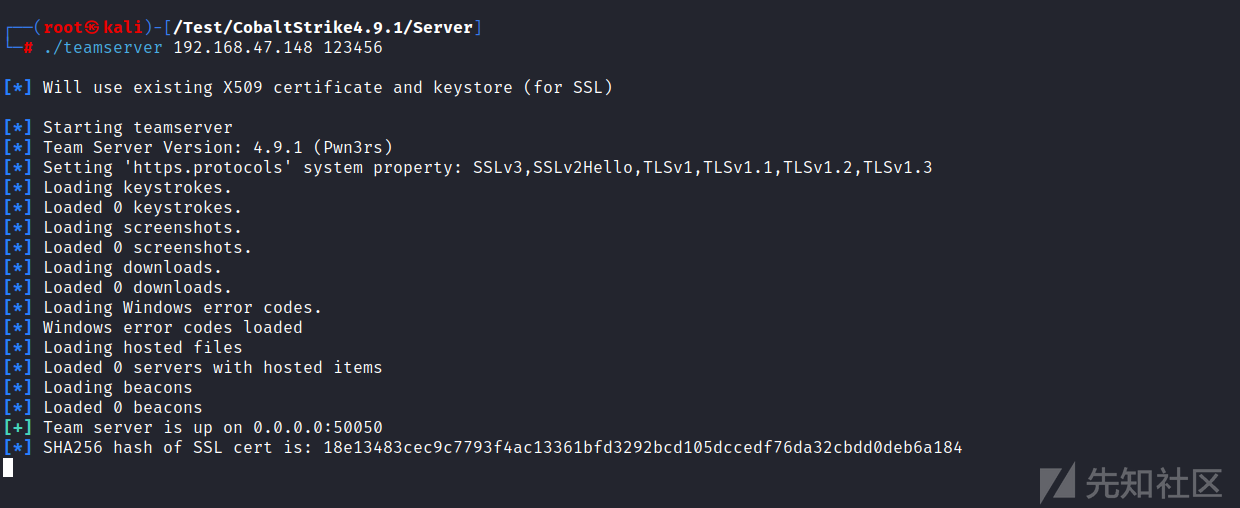 ┌──(root㉿kali)-[/Test/CobaltStrike4.9.1/Server]
└─# ./teamserver 192.168.47.148 123456
[*] Will use existing X509 certificate and keystore (for SSL)
[*] Starting teamserver
[*] Team Server Version: 4.9.1 (Pwn3rs)
[*] Setting 'https.protocols' system property: SSLv3,SSLv2Hello,TLSv1,TLSv1.1,TLSv1.2,TLSv1.3
[*] Loading keystrokes.
[*] Loaded 0 keystrokes.
[*] Loading screenshots.
[*] Loaded 0 screenshots.
[*] Loading downloads.
[*] Loaded 0 downloads.
[*] Loading Windows error codes.
[*] Windows error codes loaded
[*] Loading hosted files
[*] Loaded 0 servers with hosted items
[*] Loading beacons
[*] Loaded 0 beacons
[+] Team server is up on 0.0.0.0:50050
[*] SHA256 hash of SSL cert is: 18e13483cec9c7793f4ac13361bfd3292bcd105dccedf76da32cbdd0deb6a184
先知社区